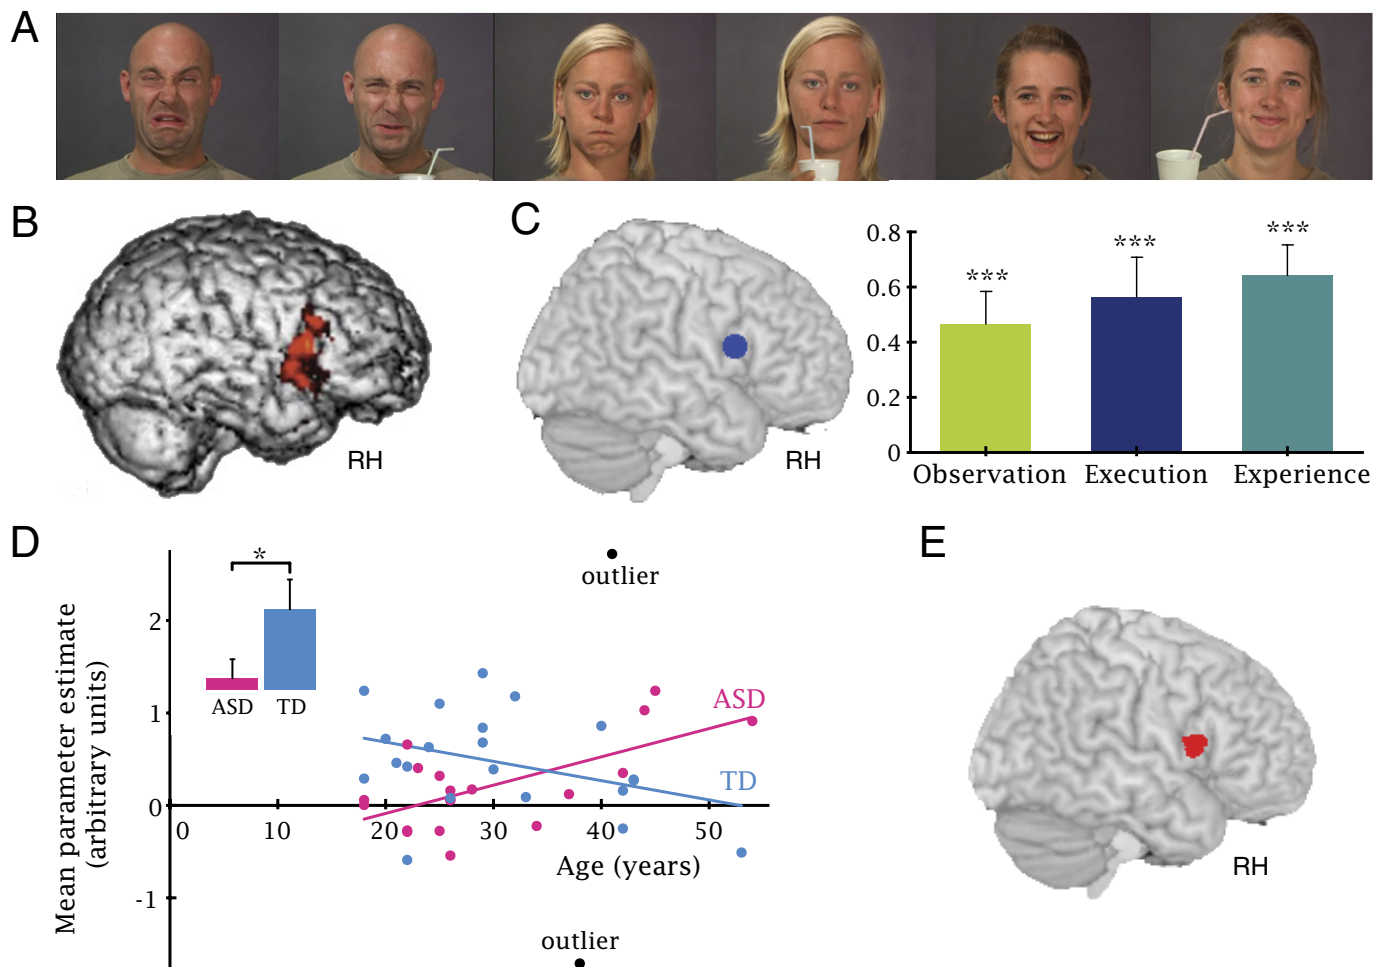 A
B
RH
C
RH
0.8
0.6
0.4
0.2
0
***
***
***
Observation Execution Experience
D
Mean parameter estimate
(arbitrary units)
2
1
0
-1
*
ASD TD
outlier
ASD
TD
0 10 20 30 40 50
Age (years)
outlier
E
RH